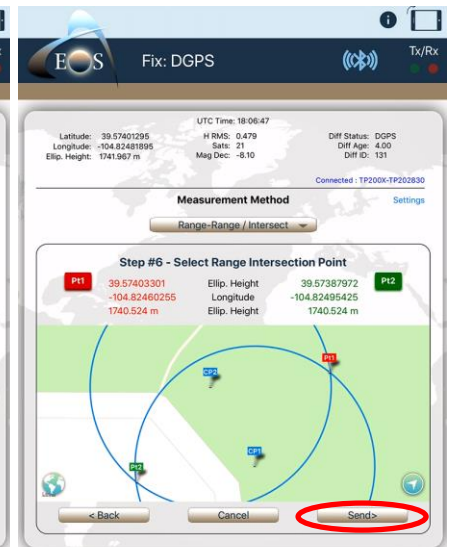 EOS
Fix: DGPS
Tx/Rx
UTC Time: 18:06:47
Latitude: 39.57401295
Longitude: -104.82481895
Ellip. Height: 1741.967 m
H RMS: 0.479
Sats: 21
Mag Dec: -8.10
Diff Status: DGPS
Diff Age: 4.00
Diff ID: 131
Connected : TP200X-TP202830
Measurement Method
Settings
Range-Range / Intersect
Step #6 - Select Range Intersection Point
Pt1
39.57403301 Ellip. Height 39.57387972
Pt2
-104.82460255 Longitude -104.82495425
1740.524 m Ellip. Height 1740.524 m
Pt1
CP2
CP1
Pt2
< Back
Cancel
Send>